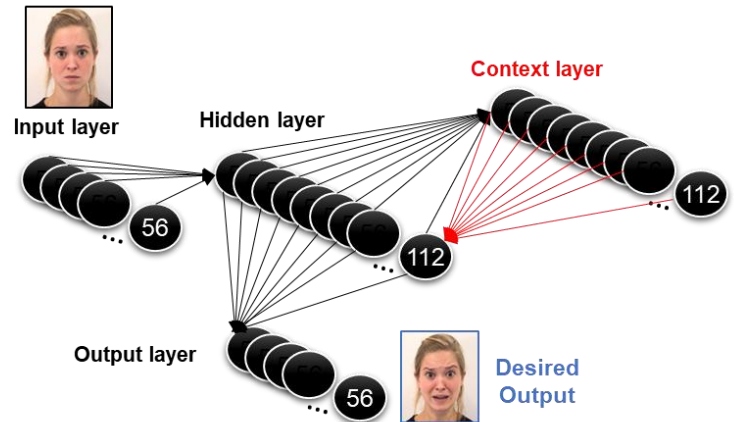 Context layer
Input layer
Hidden layer
... 112
... 56
... 112
Output layer
Desired
Output
... 56